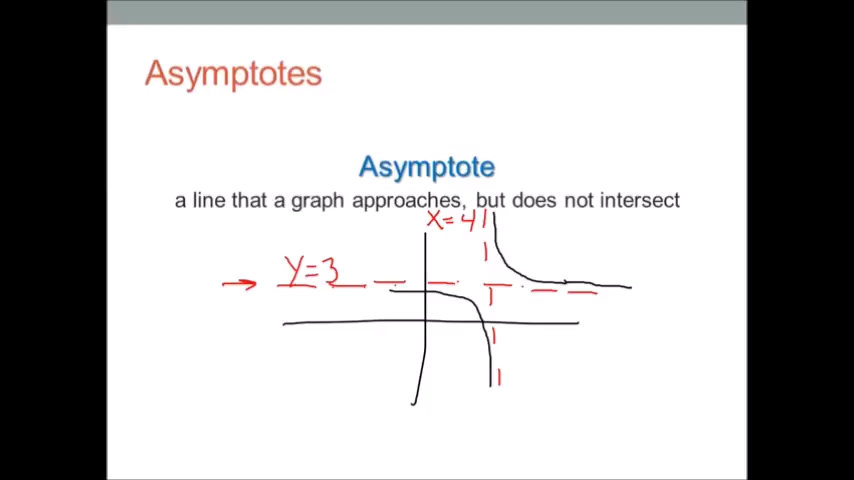 Asymptotes
Asymptote
a line that a graph approaches, but does not intersect
x=4
y=3